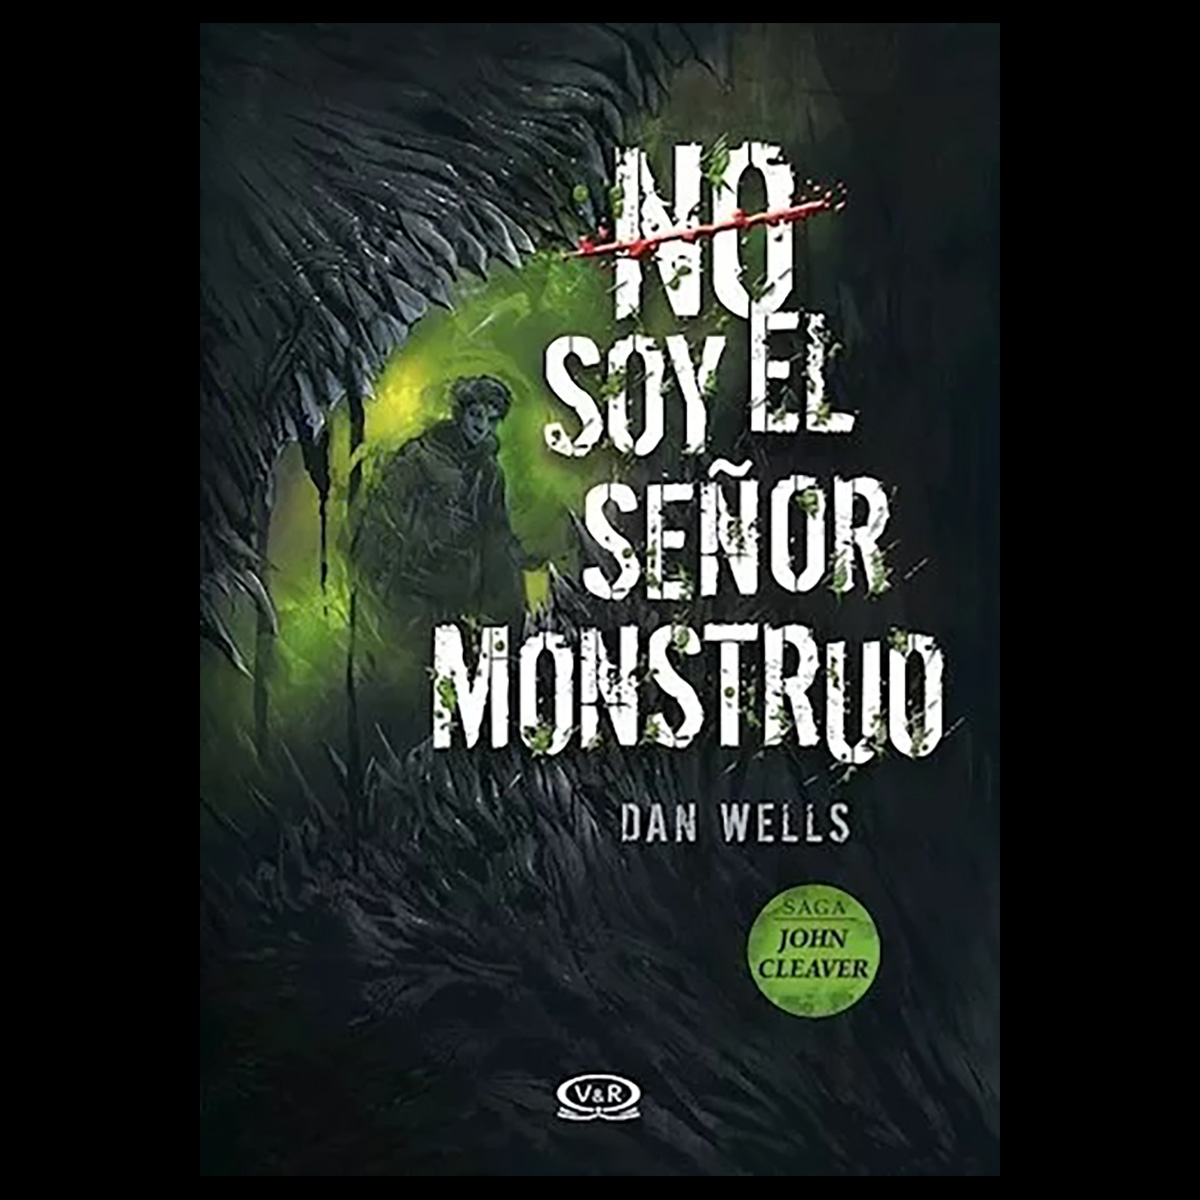 NO
SOY EL
SEÑOR
MONSTRUO
DAN WELLS
SAGA
JOHN
CLEAVER
V&R